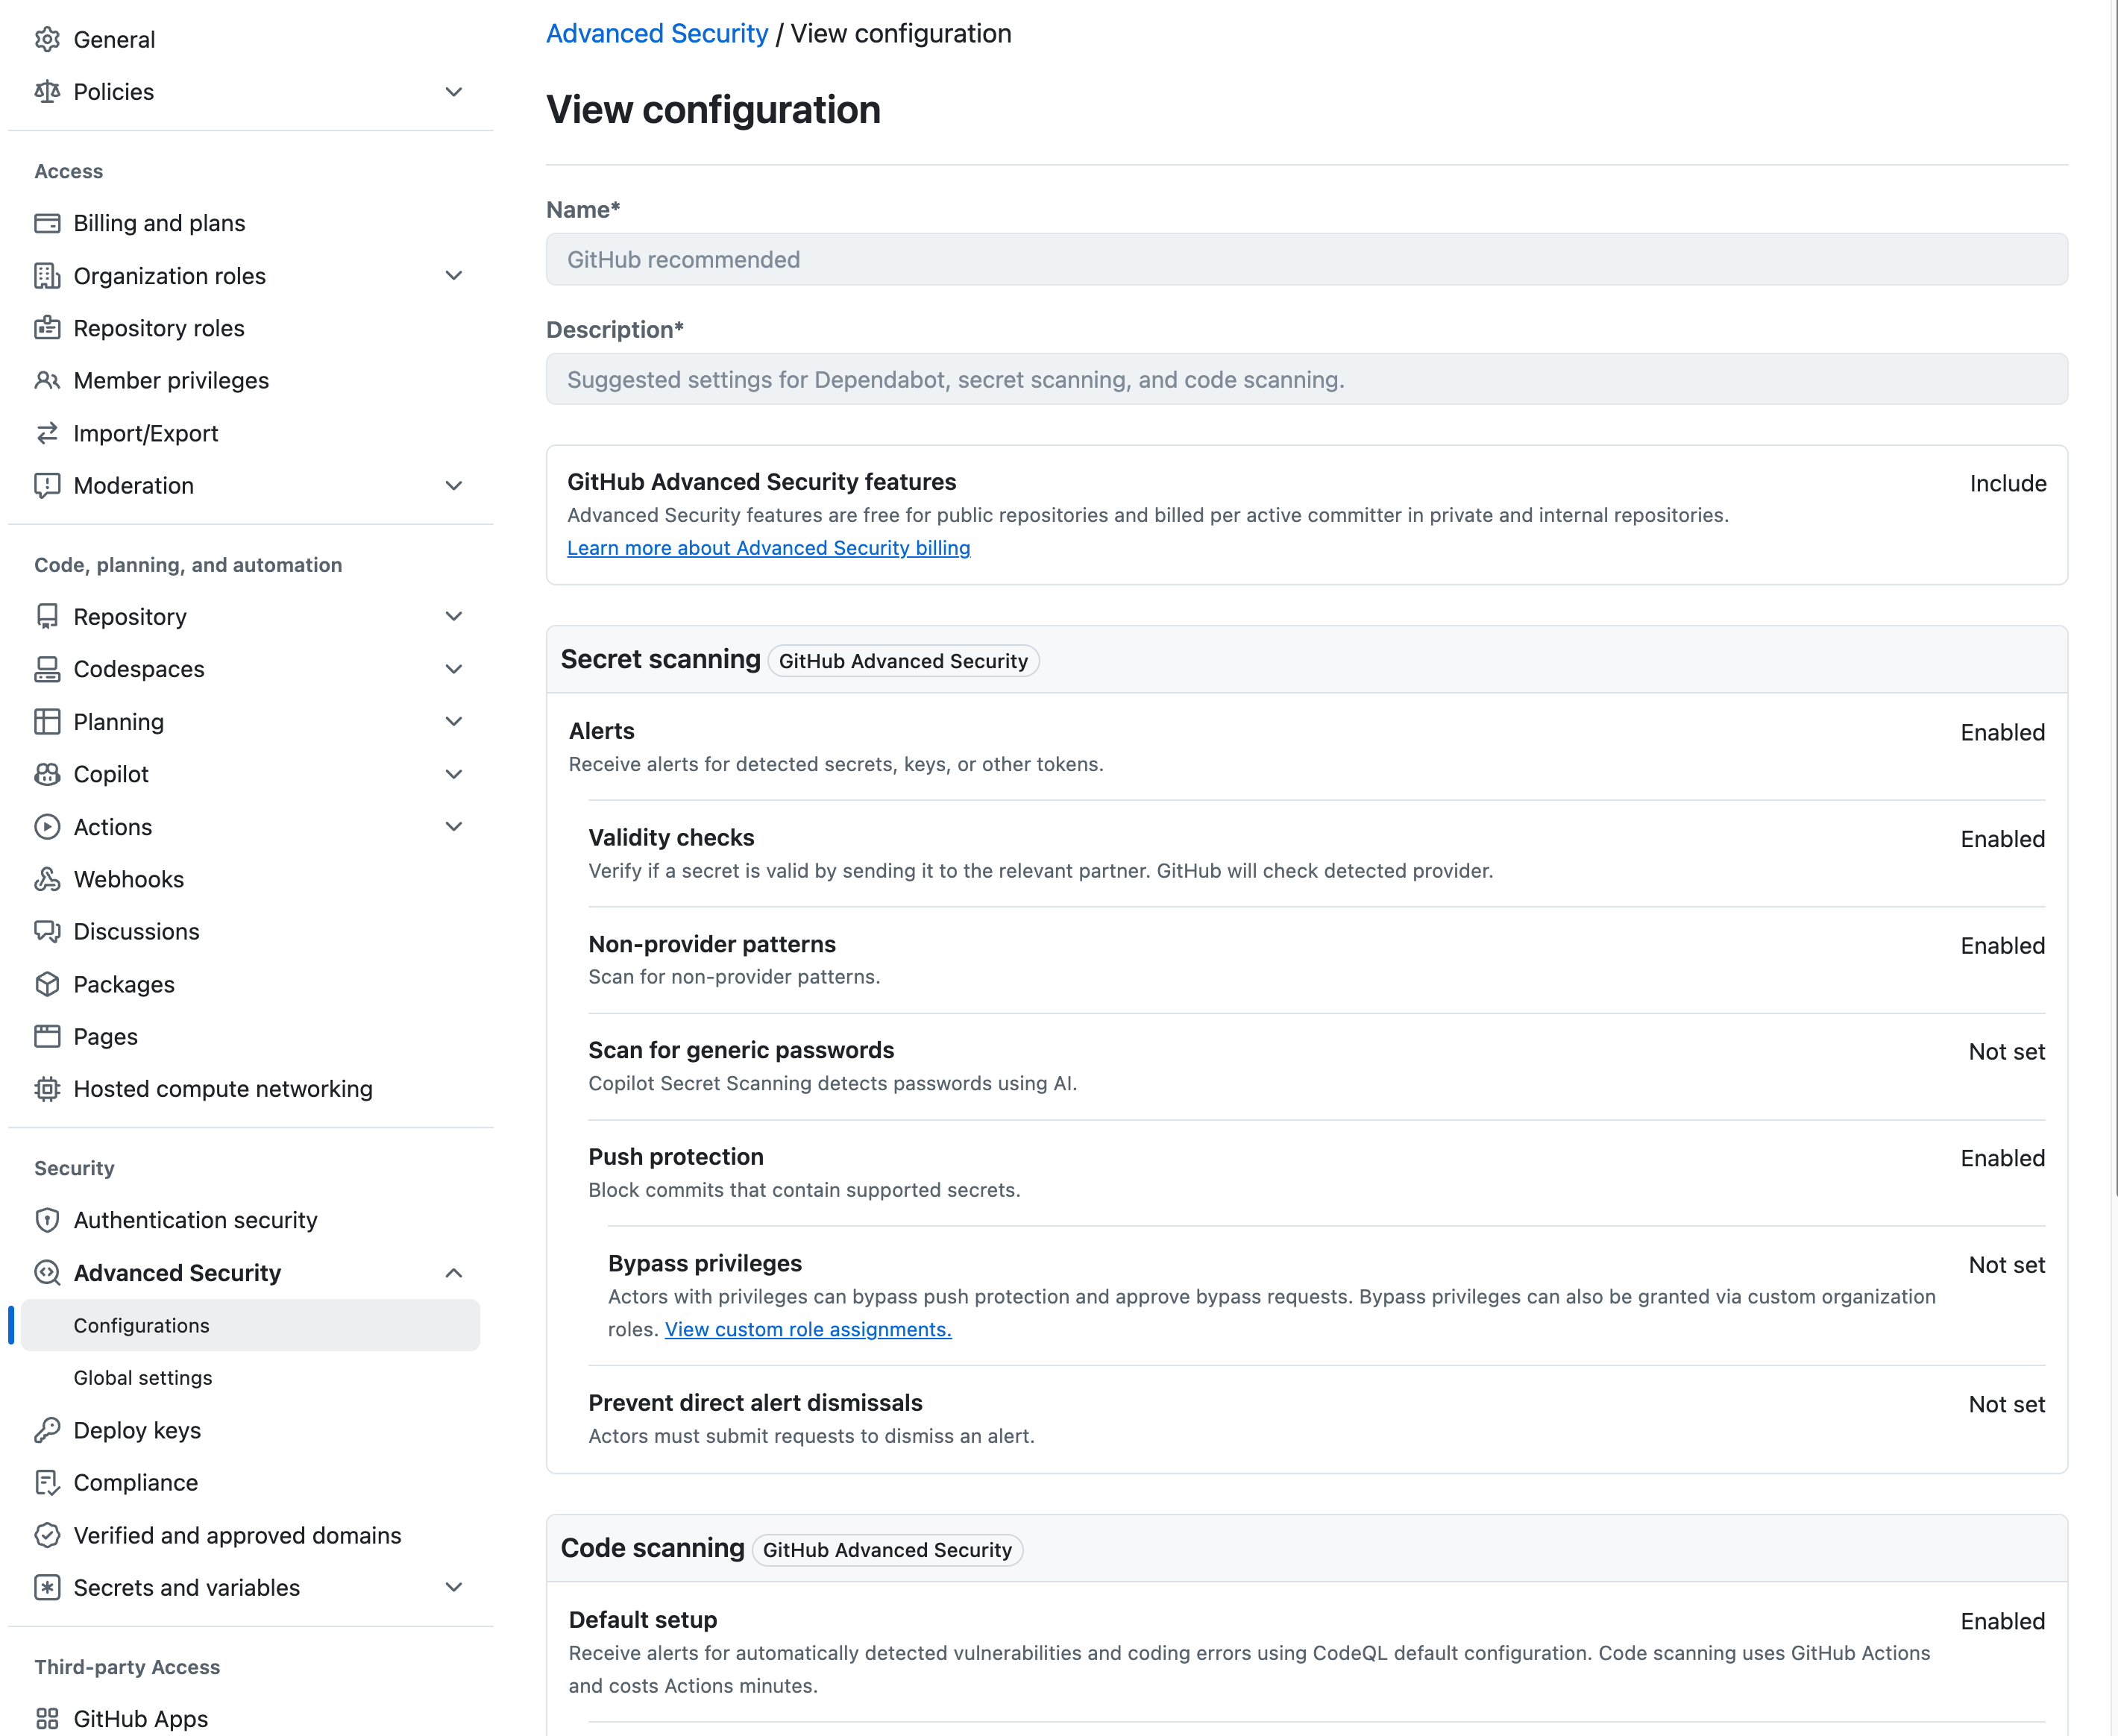 General
Policies
Access
Billing and plans
Organization roles
Repository roles
Member privileges
Import/Export
Moderation
Code, planning, and automation
Repository
Codespaces
Planning
Copilot
Actions
Webhooks
Discussions
Packages
Pages
Hosted compute networking
Security
Authentication security
Advanced Security
Configurations
Global settings
Deploy keys
Compliance
Verified and approved domains
Secrets and variables
Third-party Access
GitHub Apps
Advanced Security / View configuration
View configuration
Name*
GitHub recommended
Description*
Suggested settings for Dependabot, secret scanning, and code scanning.
GitHub Advanced Security features
Include
Advanced Security features are free for public repositories and billed per active committer in private and internal repositories.
Learn more about Advanced Security billing
Secret scanning GitHub Advanced Security
Alerts
Enabled
Receive alerts for detected secrets, keys, or other tokens.
Validity checks
Enabled
Verify if a secret is valid by sending it to the relevant partner. GitHub will check detected provider.
Non-provider patterns
Enabled
Scan for non-provider patterns.
Scan for generic passwords
Not set
Copilot Secret Scanning detects passwords using AI.
Push protection
Enabled
Block commits that contain supported secrets.
Bypass privileges
Not set
Actors with privileges can bypass push protection and approve bypass requests. Bypass privileges can also be granted via custom organization
roles. View custom role assignments.
Prevent direct alert dismissals
Not set
Actors must submit requests to dismiss an alert.
Code scanning GitHub Advanced Security
Default setup
Enabled
Receive alerts for automatically detected vulnerabilities and coding errors using CodeQL default configuration. Code scanning uses GitHub Actions
and costs Actions minutes.